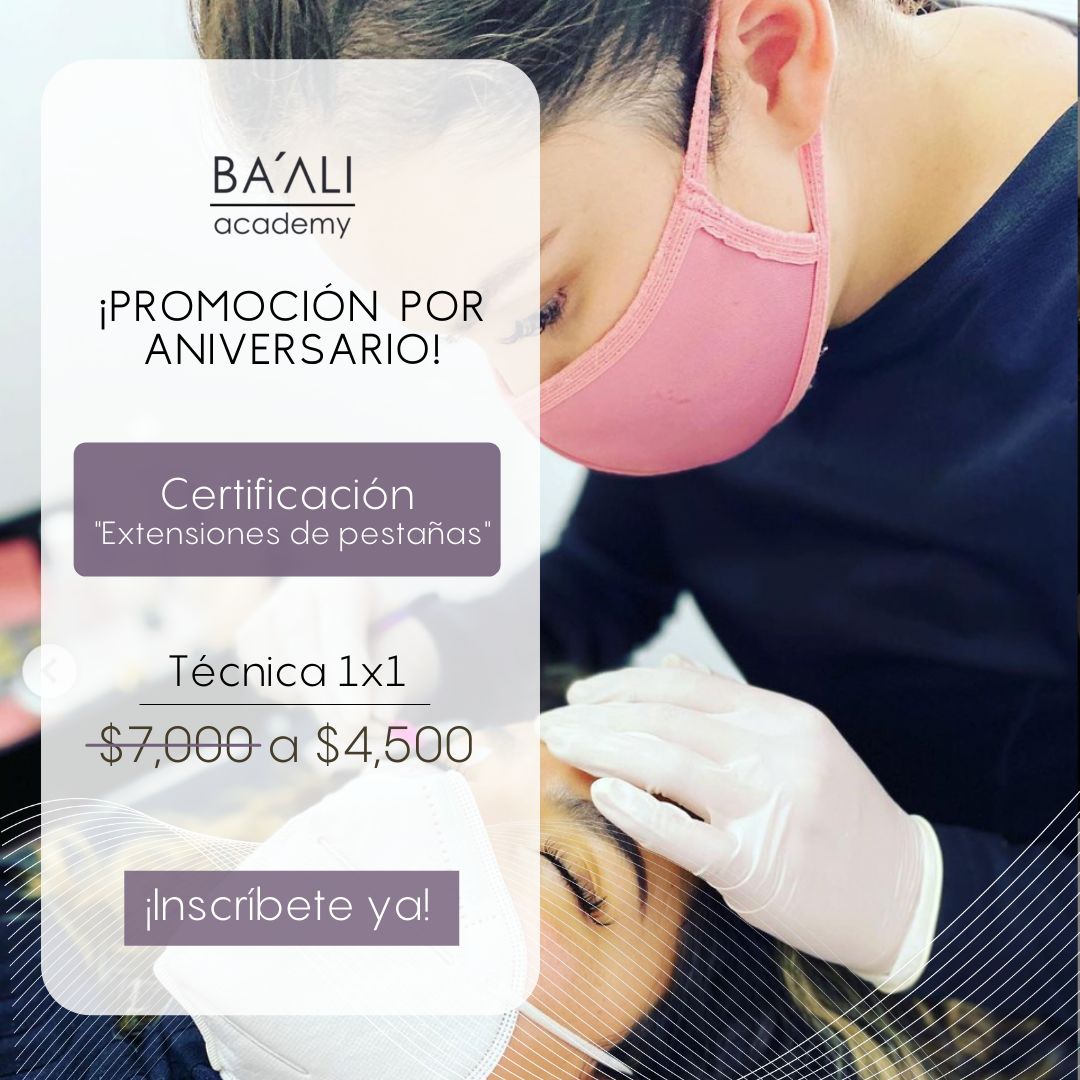 BA´ALI
academy
¡PROMOCIÓN POR
ANIVERSARIO!
Certificación
"Extensiones de pestañas"
Técnica 1x1
$7,000 a $4,500
¡Inscríbete ya!